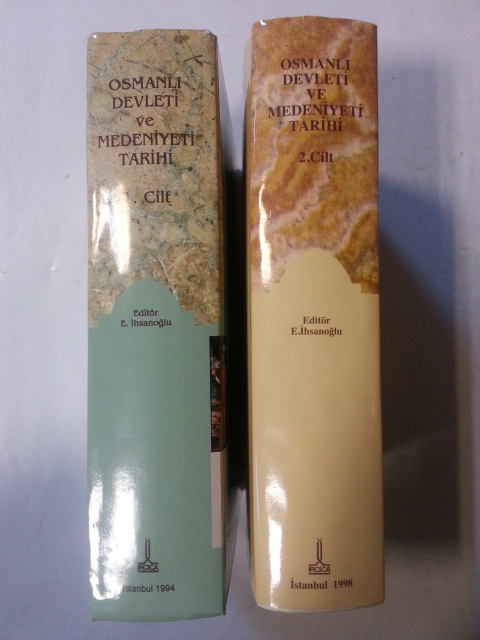 OSMANLI
DEVLETİ
ve
MEDENİYETİ
TARİHİ
. Cilt
Editör
E. İhsanoğlu
IRCICA
İstanbul 1994
OSMANLI
DEVLETİ
VE
MEDENİYETİ
TARİHİ
2.Cilt
Editör
E.İhsanoğlu
IRCICA
İstanbul 1998